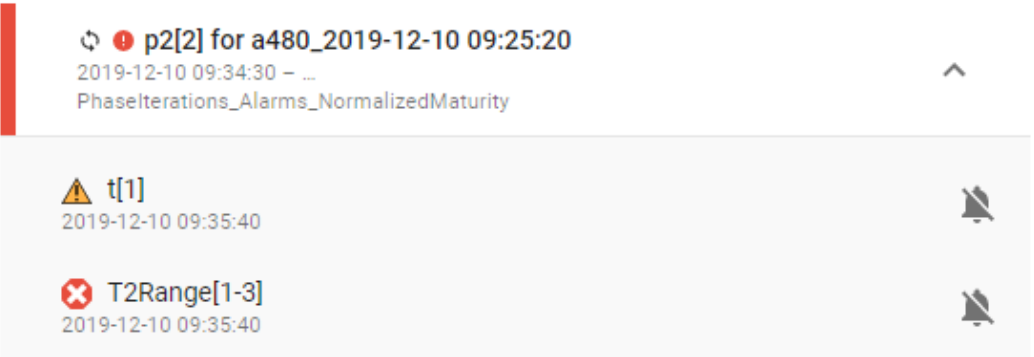 p2[2] for a480_2019-12-10 09:25:20
2019-12-10 09:34:30 – ...
PhaseIterations_Alarms_NormalizedMaturity
t[1]
2019-12-10 09:35:40
T2Range[1-3]
2019-12-10 09:35:40